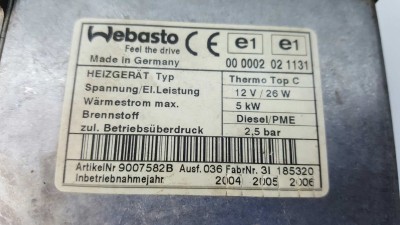 Webasto CE e1 e1
Feel the drive
Made in Germany 00 0002 02 1131
HEIZGERÄT Typ Thermo Top C
Spannung/El.Leistung 12 V / 26 W
Wärmestrom max. 5 kW
Brennstoff Diesel/PME
zul. Betriebsüberdruck 2,5 bar
ArtikelNr 9007582B Ausf. 036 FabrNr. 3I 185320
Inbetriebnahmejahr 2004 2005 2006